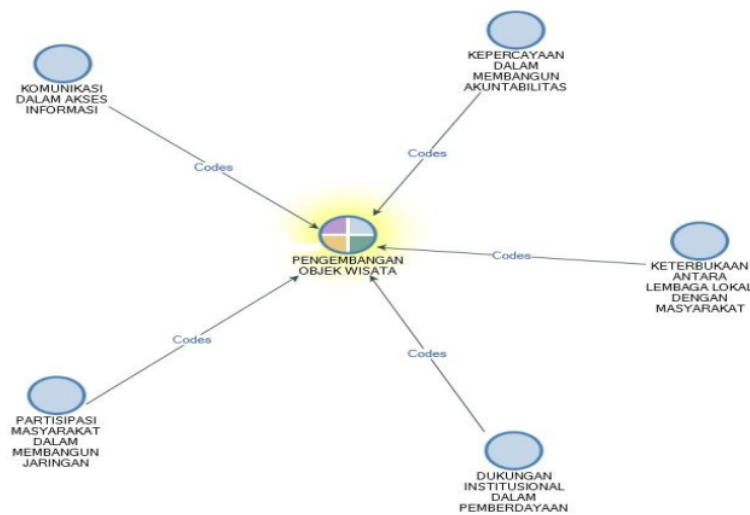 KOMUNIKASI
DALAM AKSES
INFORMASI
KEPERCAYAAN
DALAM
MEMBANGUN
AKUNTABILITAS
Codes
Codes
PENGEMBANGAN
OBJEK WISATA
Codes
KETERBUKAAN
ANTARA
LEMBAGA LOKAL
DENGAN
MASYARAKAT
Codes
Codes
PARTISIPASI
MASYARAKAT
DALAM
MEMBANGUN
JARINGAN
DUKUNGAN
INSTITUSIONAL
DALAM
PEMBERDAYAAN